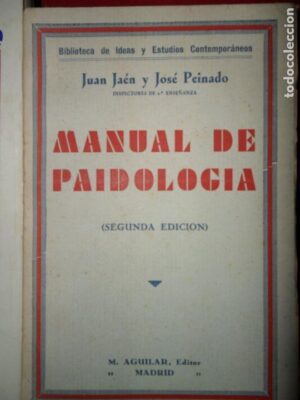 Biblioteca de Ideas y Estudios Contemporáneos
Juan Jaén y José Peinado
INSPECTORES DE 1.ª ENSEÑANZA
MANUAL DE
PAIDOLOGIA
(SEGUNDA EDICION)
M. AGUILAR, Editor
" MADRID "
todocoleccion.net